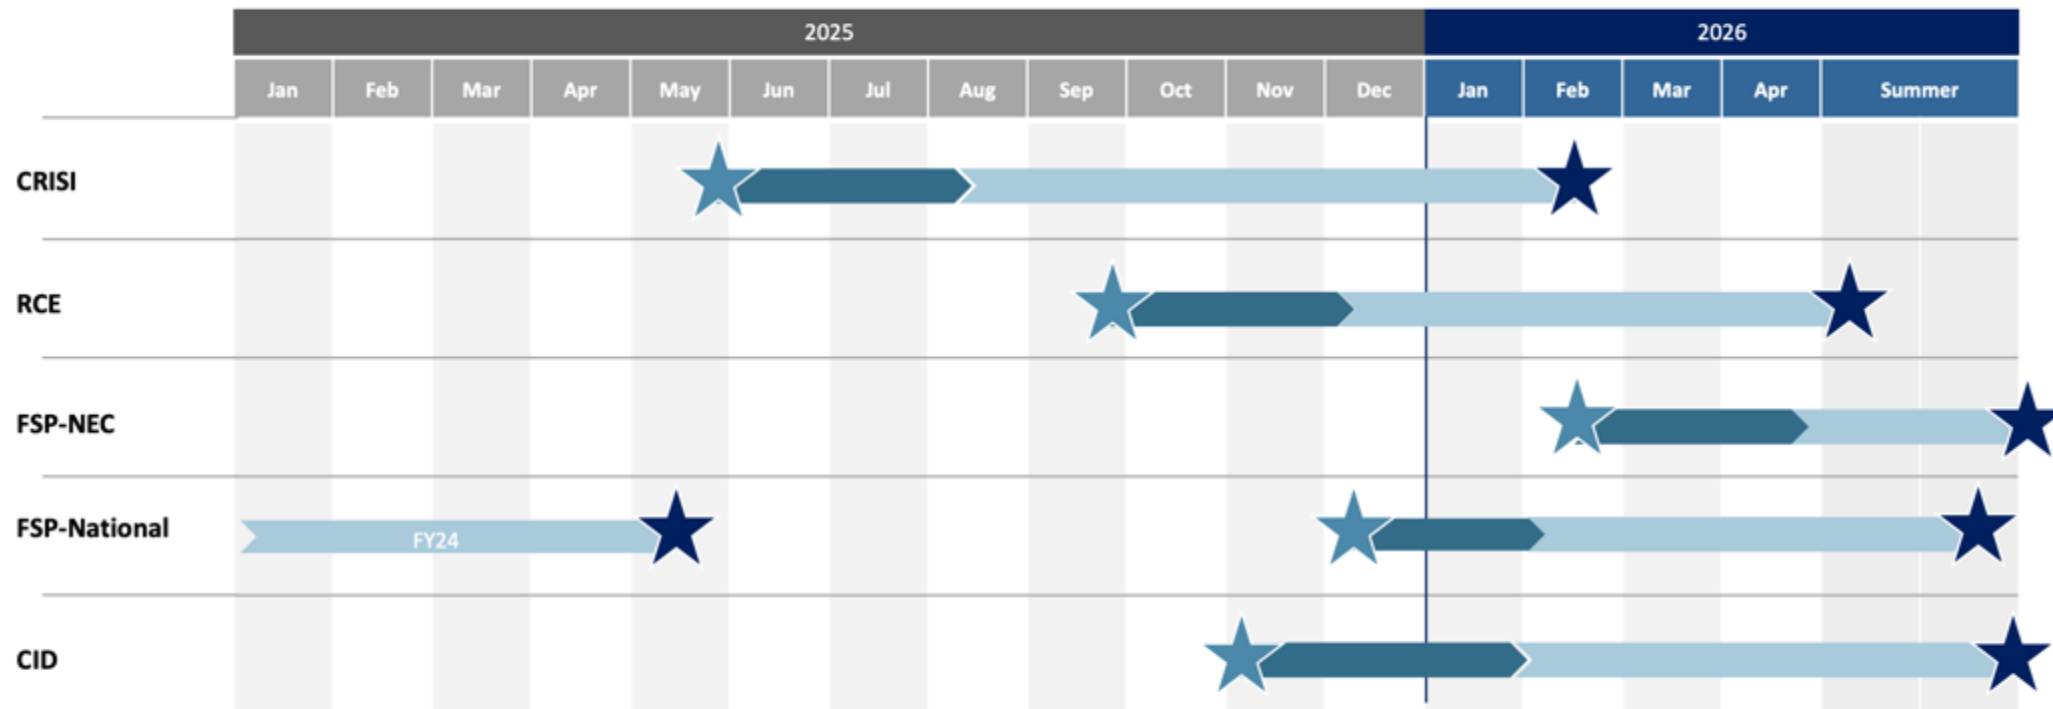 2025 2026
Jan Feb Mar Apr May Jun Jul Aug Sep Oct Nov Dec Jan Feb Mar Apr Summer
CRISI
RCE
FSP-NEC
FSP-National FY24
CID